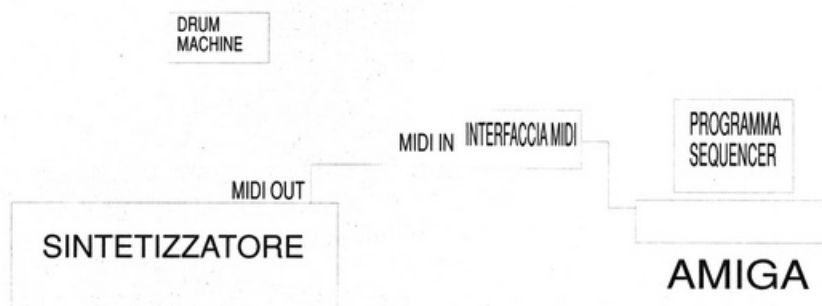 DRUM
MACHINE
MIDI IN
INTERFACCIA MIDI
PROGRAMMA
SEQUENCER
MIDI OUT
SINTETIZZATORE
AMIGA